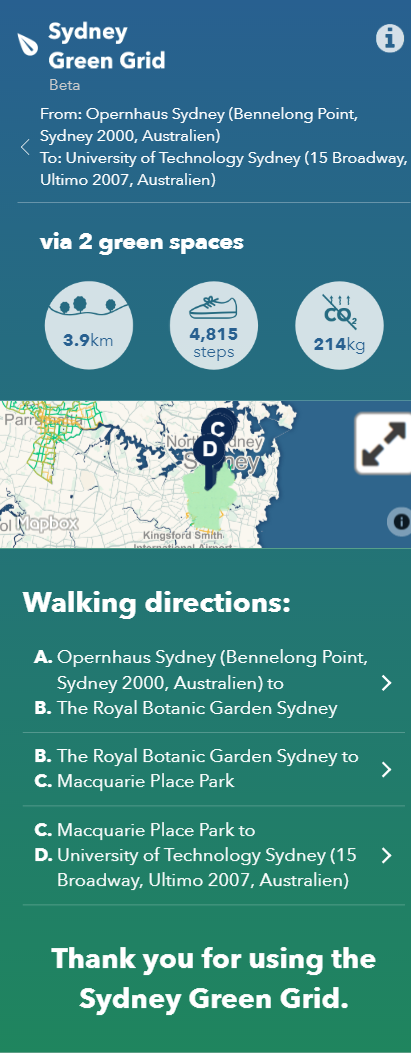 Sydney
Green Grid
Beta
From: Opernhaus Sydney (Bennelong Point,
Sydney 2000, Australien)
To: University of Technology Sydney (15 Broadway,
Ultimo 2007, Australien)
via 2 green spaces
3.9km
4,815
steps
CO2
214kg
Parramatta
North Sydney
Sydney
C
D
ol Mapbox
Kingsford Smith
International Airport
Walking directions:
A. Opernhaus Sydney (Bennelong Point,
Sydney 2000, Australien) to
B. The Royal Botanic Garden Sydney
B. The Royal Botanic Garden Sydney to
C. Macquarie Place Park
C. Macquarie Place Park to
D. University of Technology Sydney (15
Broadway, Ultimo 2007, Australien)
Thank you for using the
Sydney Green Grid.